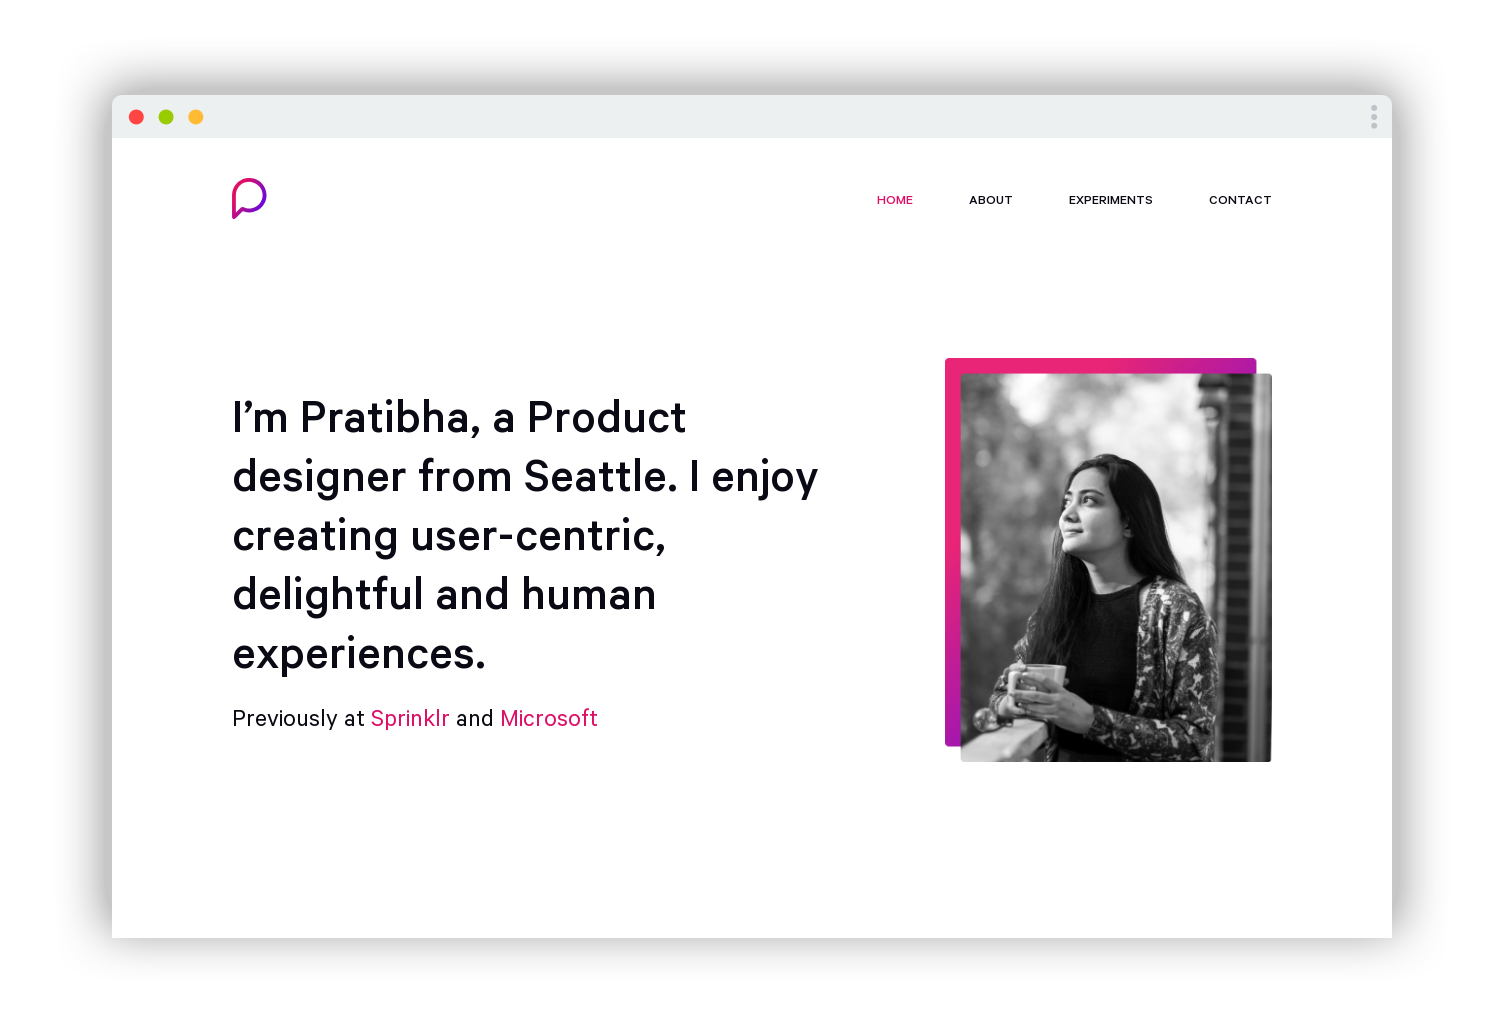 HOME ABOUT EXPERIMENTS CONTACT
I’m Pratibha, a Product
designer from Seattle. I enjoy
creating user-centric,
delightful and human
experiences.
Previously at Sprinklr and Microsoft